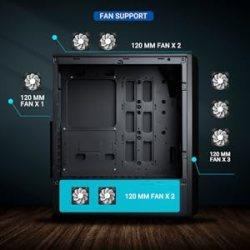 FAN SUPPORT
120 MM
FAN X 2
120 MM
FAN X 1
120 MM
FAN X 3
120 MM FAN X 2